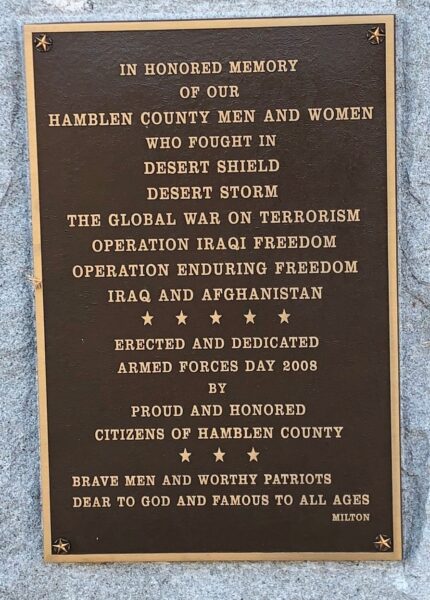 IN HONORED MEMORY
OF OUR
HAMBLEN COUNTY MEN AND WOMEN
WHO FOUGHT IN
DESERT SHIELD
DESERT STORM
THE GLOBAL WAR ON TERRORISM
OPERATION IRAQI FREEDOM
OPERATION ENDURING FREEDOM
IRAQ AND AFGHANISTAN
ERECTED AND DEDICATED
ARMED FORCES DAY 2008
BY
PROUD AND HONORED
CITIZENS OF HAMBLEN COUNTY
BRAVE MEN AND WORTHY PATRIOTS
DEAR TO GOD AND FAMOUS TO ALL AGES
MILTON